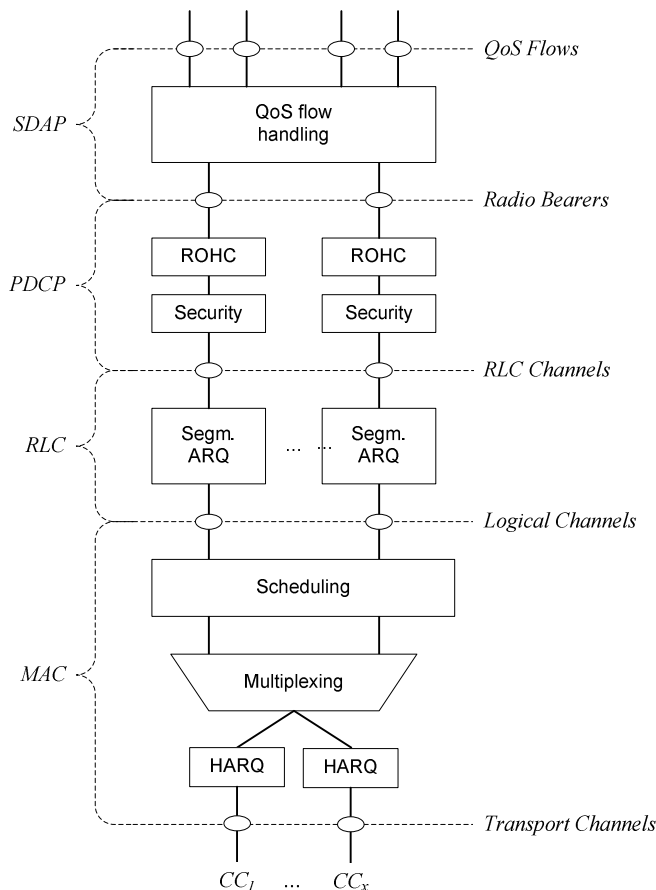 QoS Flows
QoS flow
handling
SDAP
Radio Bearers
ROHC ROHC
PDCP
Security Security
RLC Channels
Segm.
ARQ
... ...
Segm.
ARQ
RLC
Logical Channels
Scheduling
MAC
Multiplexing
HARQ HARQ
Transport Channels
CC1 ... CCx